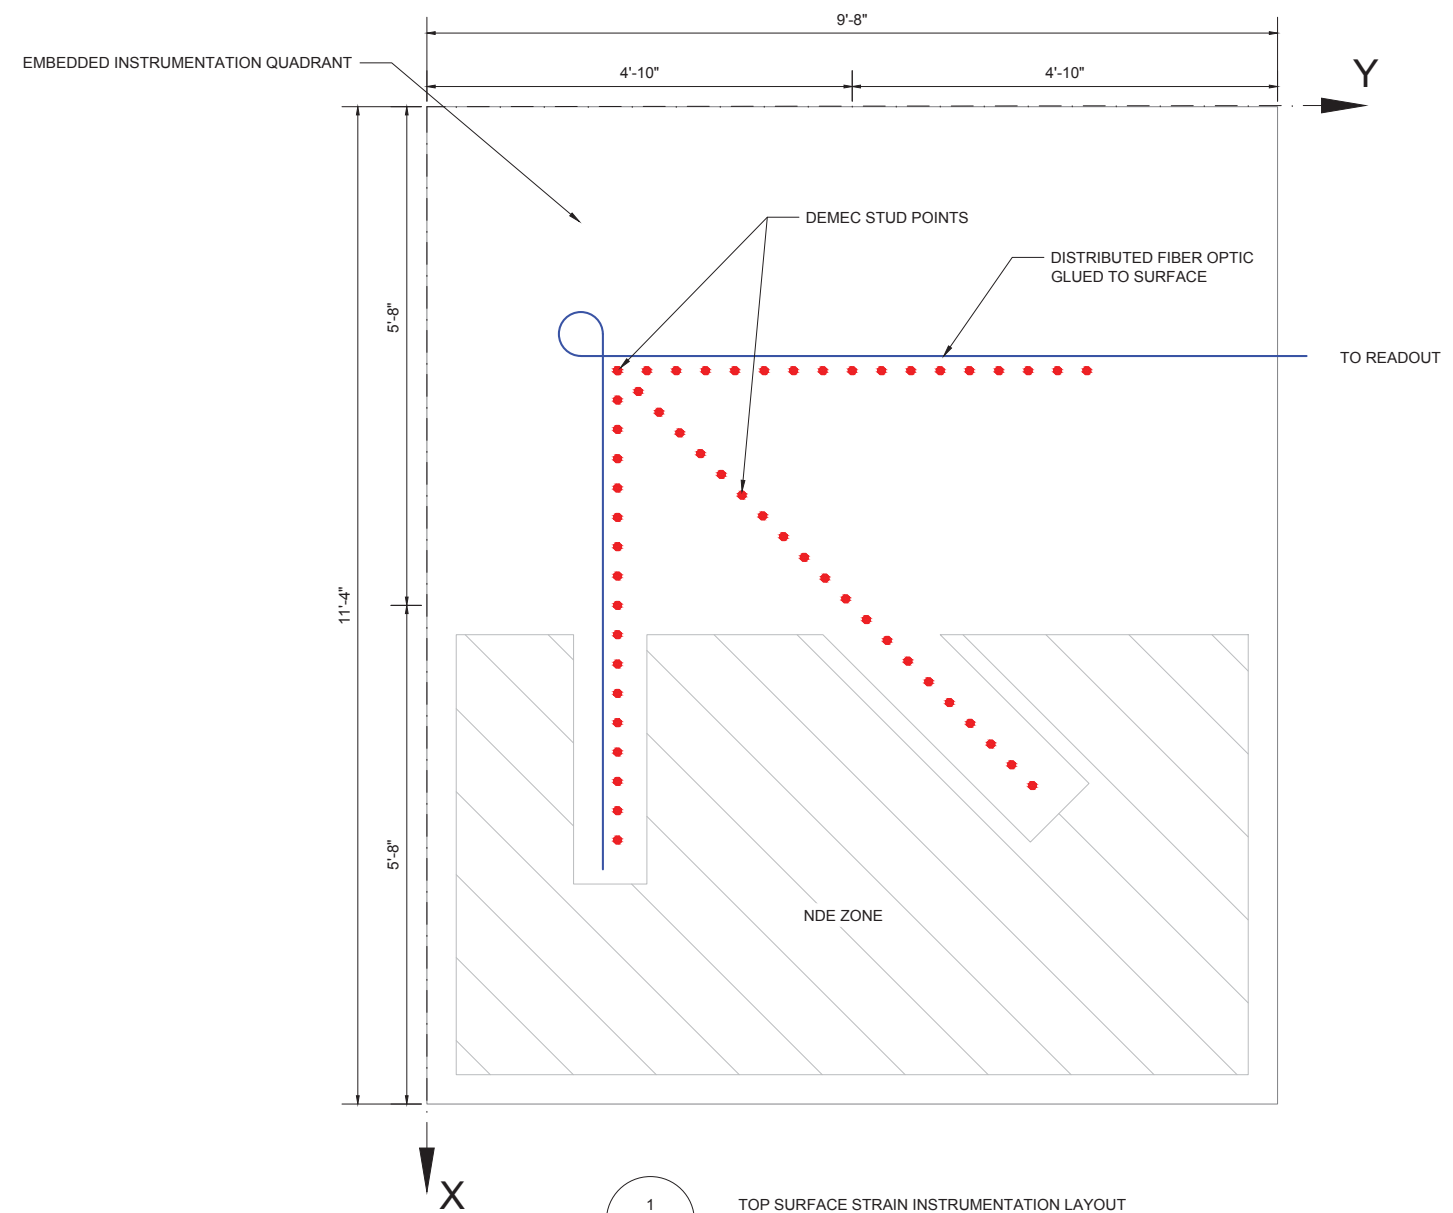 9'-8"
EMBEDDED INSTRUMENTATION QUADRANT
4'-10"
4'-10"
Y
DEMEC STUD POINTS
DISTRIBUTED FIBER OPTIC
GLUED TO SURFACE
5'-8"
TO READOUT
11'-4"
5'-8"
NDE ZONE
X
1
TOP SURFACE STRAIN INSTRUMENTATION LAYOUT